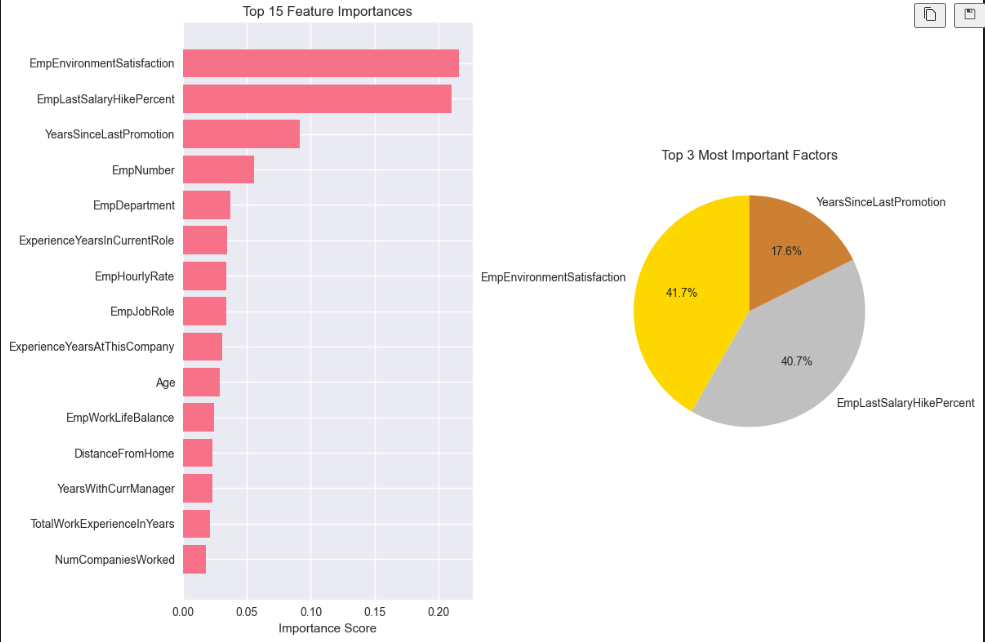 Top 15 Feature Importances
EmpEnvironmentSatisfaction
EmpLastSalaryHikePercent
YearsSinceLastPromotion
EmpNumber
EmpDepartment
ExperienceYearsInCurrentRole
EmpHourlyRate
EmpJobRole
ExperienceYearsAtThisCompany
Age
EmpWorkLifeBalance
DistanceFromHome
YearsWithCurrManager
TotalWorkExperienceInYears
NumCompaniesWorked
0.00 0.05 0.10 0.15 0.20
Importance Score
Top 3 Most Important Factors
YearsSinceLastPromotion
17.6%
EmpEnvironmentSatisfaction
41.7%
40.7%
EmpLastSalaryHikePercent